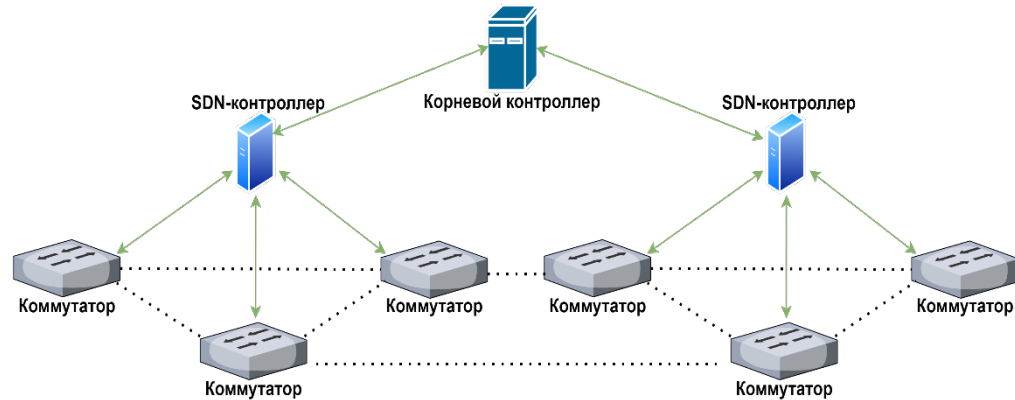 Корневой контроллер
SDN-контроллер
SDN-контроллер
Коммутатор
Коммутатор
Коммутатор
Коммутатор
Коммутатор
Коммутатор